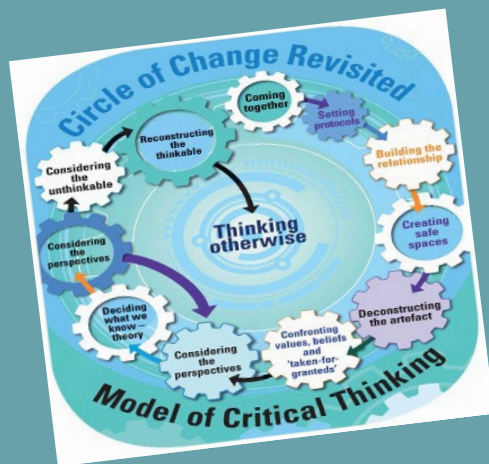 Circle of Change Revisited
Coming
together
Setting
protocols
Building the
relationship
Creating
safe
spaces
Deconstructing
the artefact
Confronting
values, beliefs
and
'taken-for-
granteds'
Considering
the
perspectives
Deciding
what we
know –
theory
Considering
the
perspectives
Considering
the
unthinkable
Reconstructing
the
thinkable
Thinking
otherwise
Model of Critical Thinking